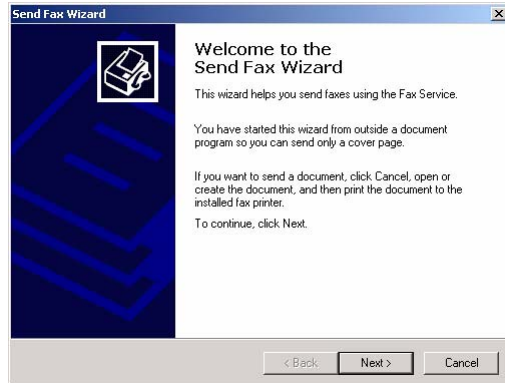 Send Fax Wizard
Welcome to the
Send Fax Wizard
This wizard helps you send faxes using the Fax Service.
You have started this wizard from outside a document
program so you can send only a cover page.
If you want to send a document, click Cancel, open or
create the document, and then print the document to the
installed fax printer.
To continue, click Next.
< Back Next > Cancel